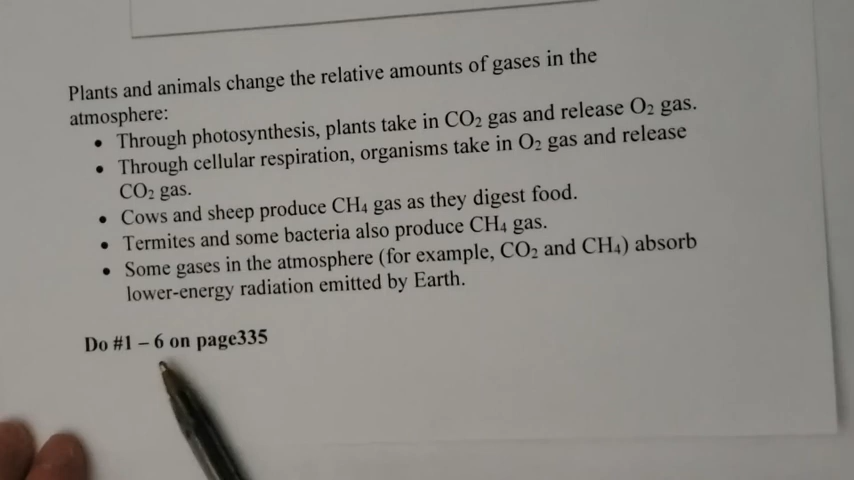 Plants and animals change the relative amounts of gases in the
atmosphere:
• Through photosynthesis, plants take in CO₂ gas and release O₂ gas.
• Through cellular respiration, organisms take in O₂ gas and release
CO₂ gas.
• Cows and sheep produce CH₄ gas as they digest food.
• Termites and some bacteria also produce CH₄ gas.
• Some gases in the atmosphere (for example, CO₂ and CH₄) absorb
lower-energy radiation emitted by Earth.
Do #1 – 6 on page335